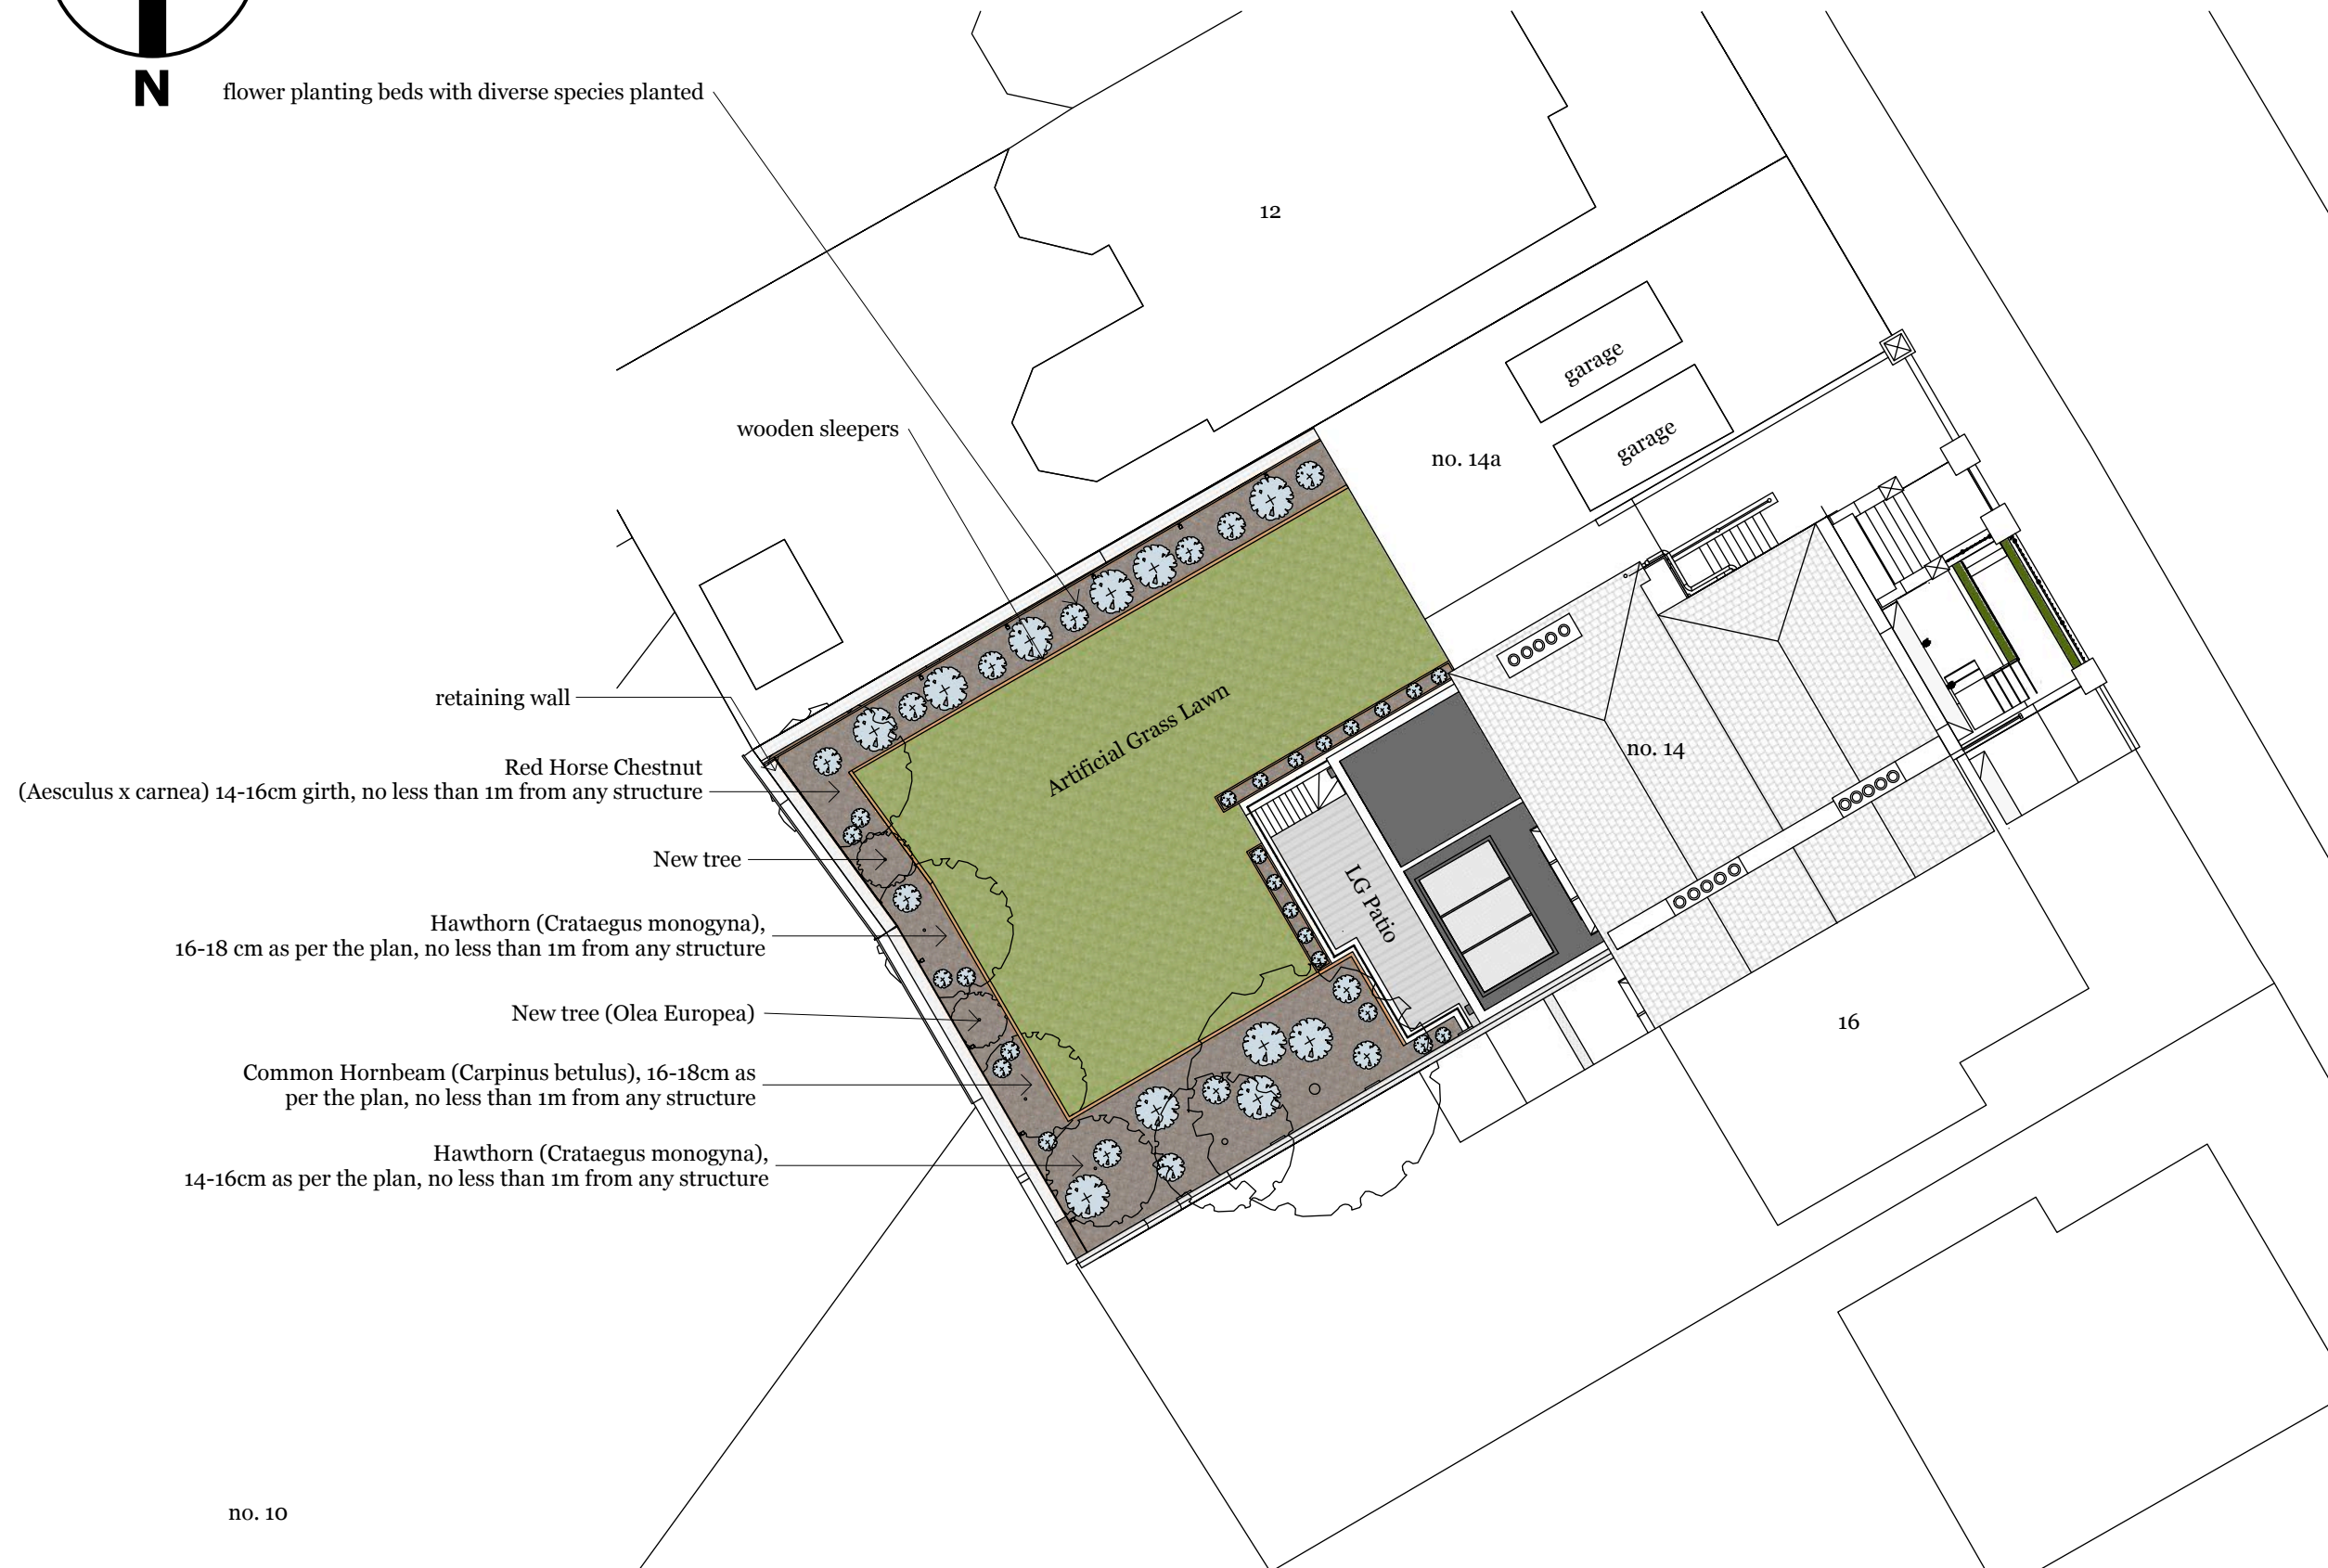 N
flower planting beds with diverse species planted
12
garage
garage
wooden sleepers
no. 14a
retaining wall
Artificial Grass Lawn
no. 14
Red Horse Chestnut
(Aesculus x carnea) 14-16cm girth, no less than 1m from any structure
New tree
LG Patio
Hawthorn (Crataegus monogyna),
16-18 cm as per the plan, no less than 1m from any structure
New tree (Olea Europea)
16
Common Hornbeam (Carpinus betulus), 16-18cm as
per the plan, no less than 1m from any structure
Hawthorn (Crataegus monogyna),
14-16cm as per the plan, no less than 1m from any structure
no. 10